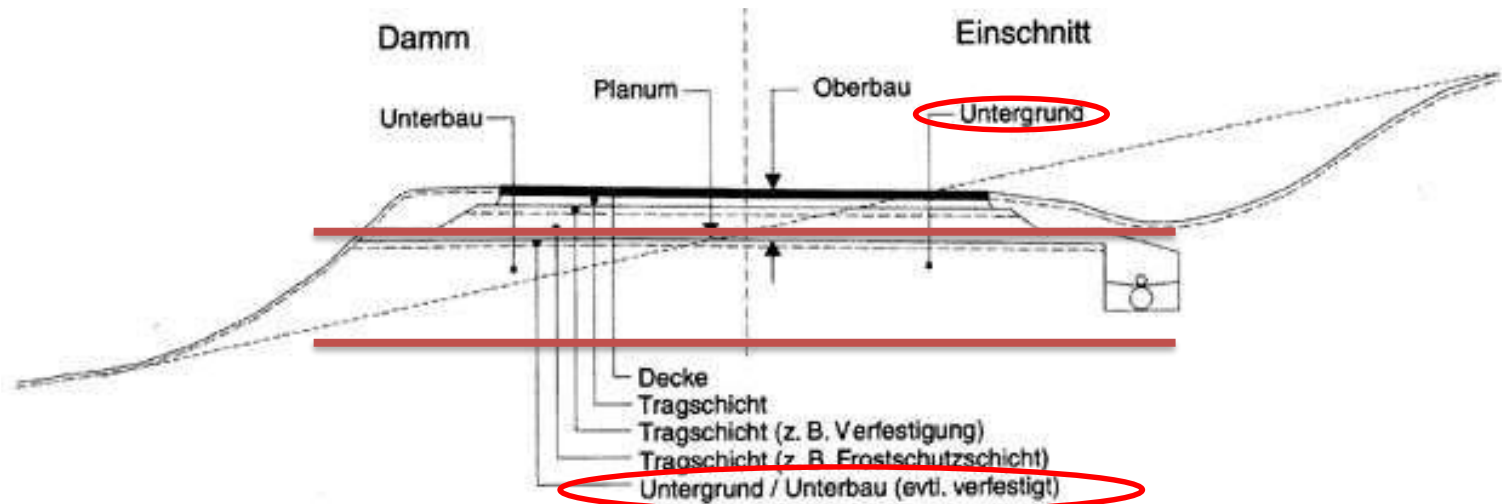 Damm
Einschnitt
Planum
Oberbau
Unterbau
Untergrund
Decke
Tragschicht
Tragschicht (z. B. Verfestigung)
Tragschicht (z. B. Frostschutzschicht)
Untergrund / Unterbau (evtl. verfestigt)